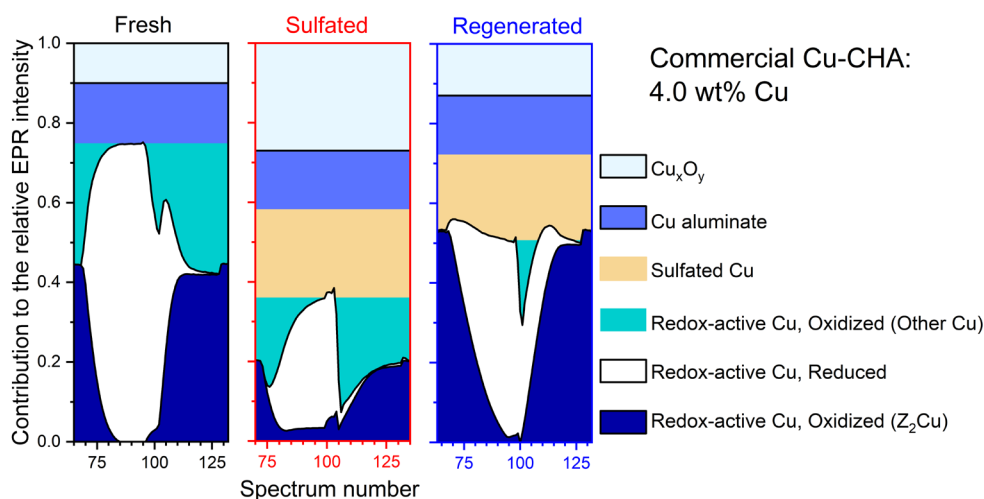 Fresh
Sulfated
Regenerated
Commercial Cu-CHA:
4.0 wt% Cu
Contribution to the relative EPR intensity
1.0
0.8
0.6
0.4
0.2
0.0
75 100 125
75 100 125
75 100 125
Spectrum number
CuxOy
Cu aluminate
Sulfated Cu
Redox-active Cu, Oxidized (Other Cu)
Redox-active Cu, Reduced
Redox-active Cu, Oxidized (Z2Cu)